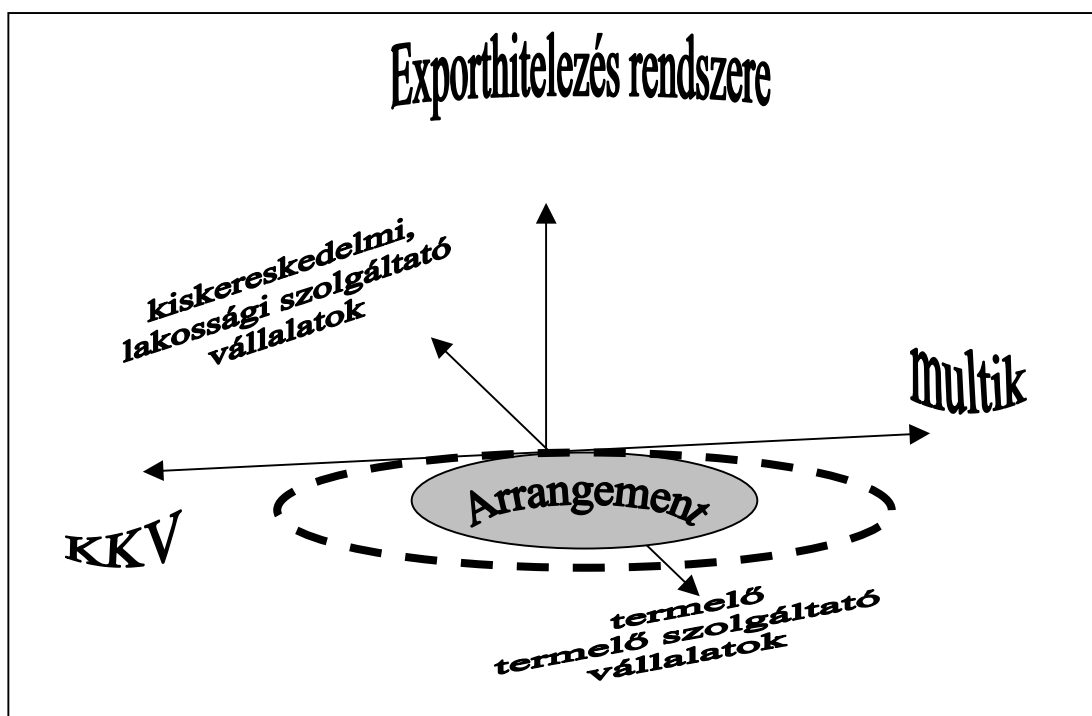 Exporthitelezés rendszere
kiskereskedelmi,
lakossági szolgáltató
vállalatok
multik
Arrangement
KKV
termelő
termelő szolgáltató
vállalatok